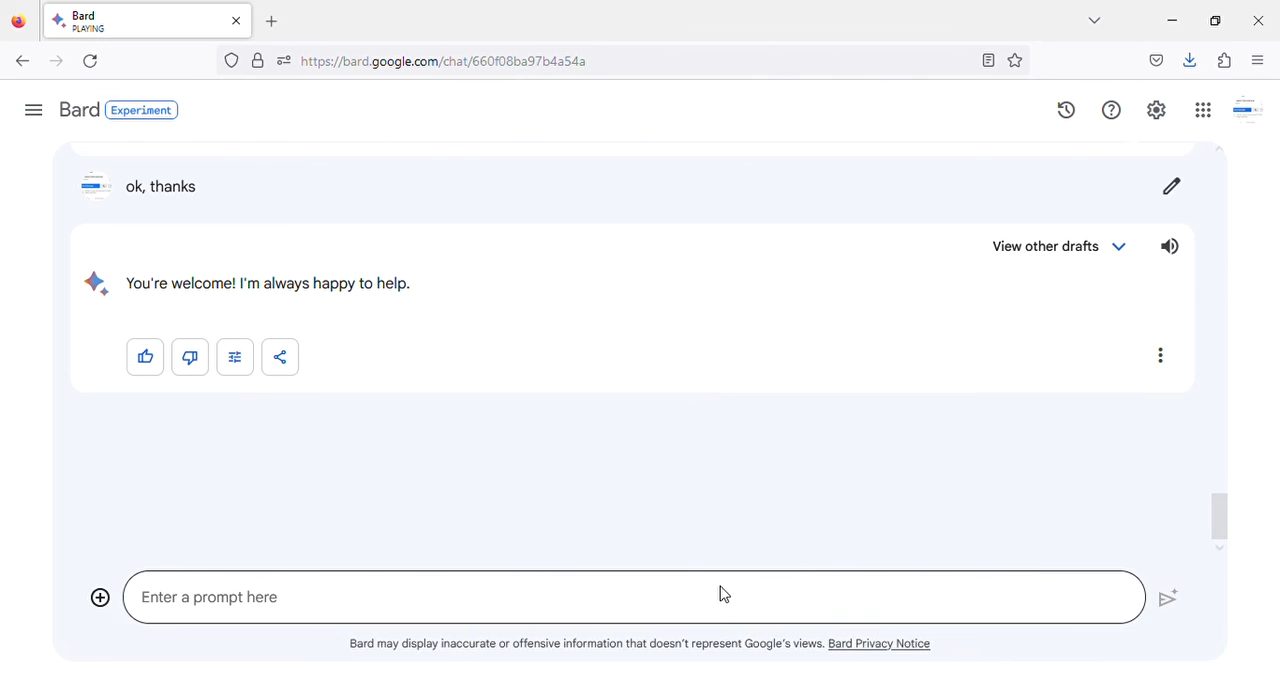 Bard
PLAYING
https://bard.google.com/chat/660f08ba97b4a54a
Bard Experiment
ok, thanks
View other drafts
You're welcome! I'm always happy to help.
Enter a prompt here
Bard may display inaccurate or offensive information that doesn't represent Google's views. Bard Privacy Notice